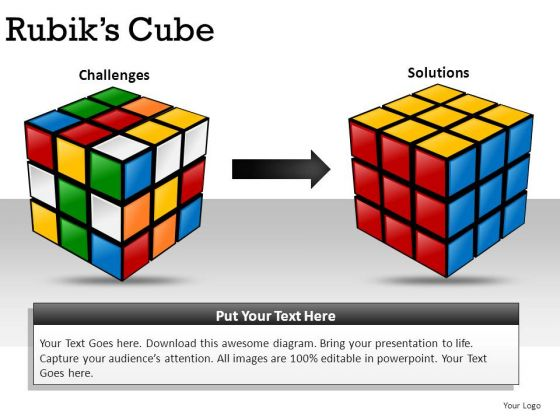 Rubik's Cube
Challenges
Solutions
Put Your Text Here
Your Text Goes here. Download this awesome diagram. Bring your presentation to life.
Capture your audience's attention. All images are 100% editable in powerpoint. Your Text
Goes here.
Your Logo